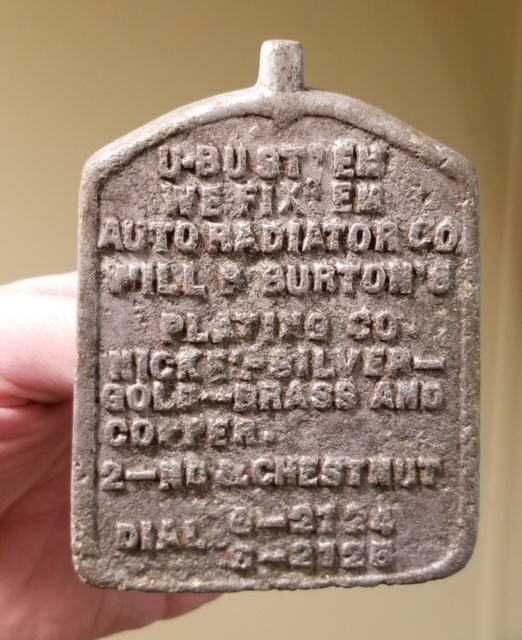 U-BUST'EM
WE FIX'EM
AUTO RADIATOR CO.
WILL P BURTON'S
PLATING CO.
NICKEL-SILVER-
GOLD-BRASS AND
COPPER.
2-ND & CHESTNUT
DIAL 6-2124
6-2125